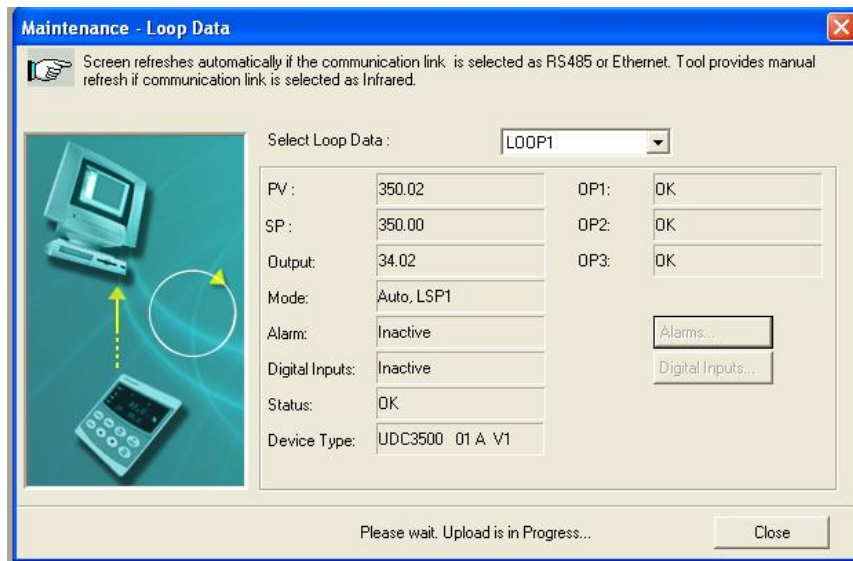 Maintenance - Loop Data
Screen refreshes automatically if the communication link is selected as RS485 or Ethernet. Tool provides manual
refresh if communication link is selected as Infrared.
Select Loop Data : LOOP1
PV : 350.02 OP1: OK
SP : 350.00 OP2: OK
Output: 34.02 OP3: OK
Mode: Auto, LSP1
Alarm: Inactive Alarms...
Digital Inputs: Inactive Digital Inputs...
Status: OK
Device Type: UDC3500 01 A V1
Please wait. Upload is in Progress... Close